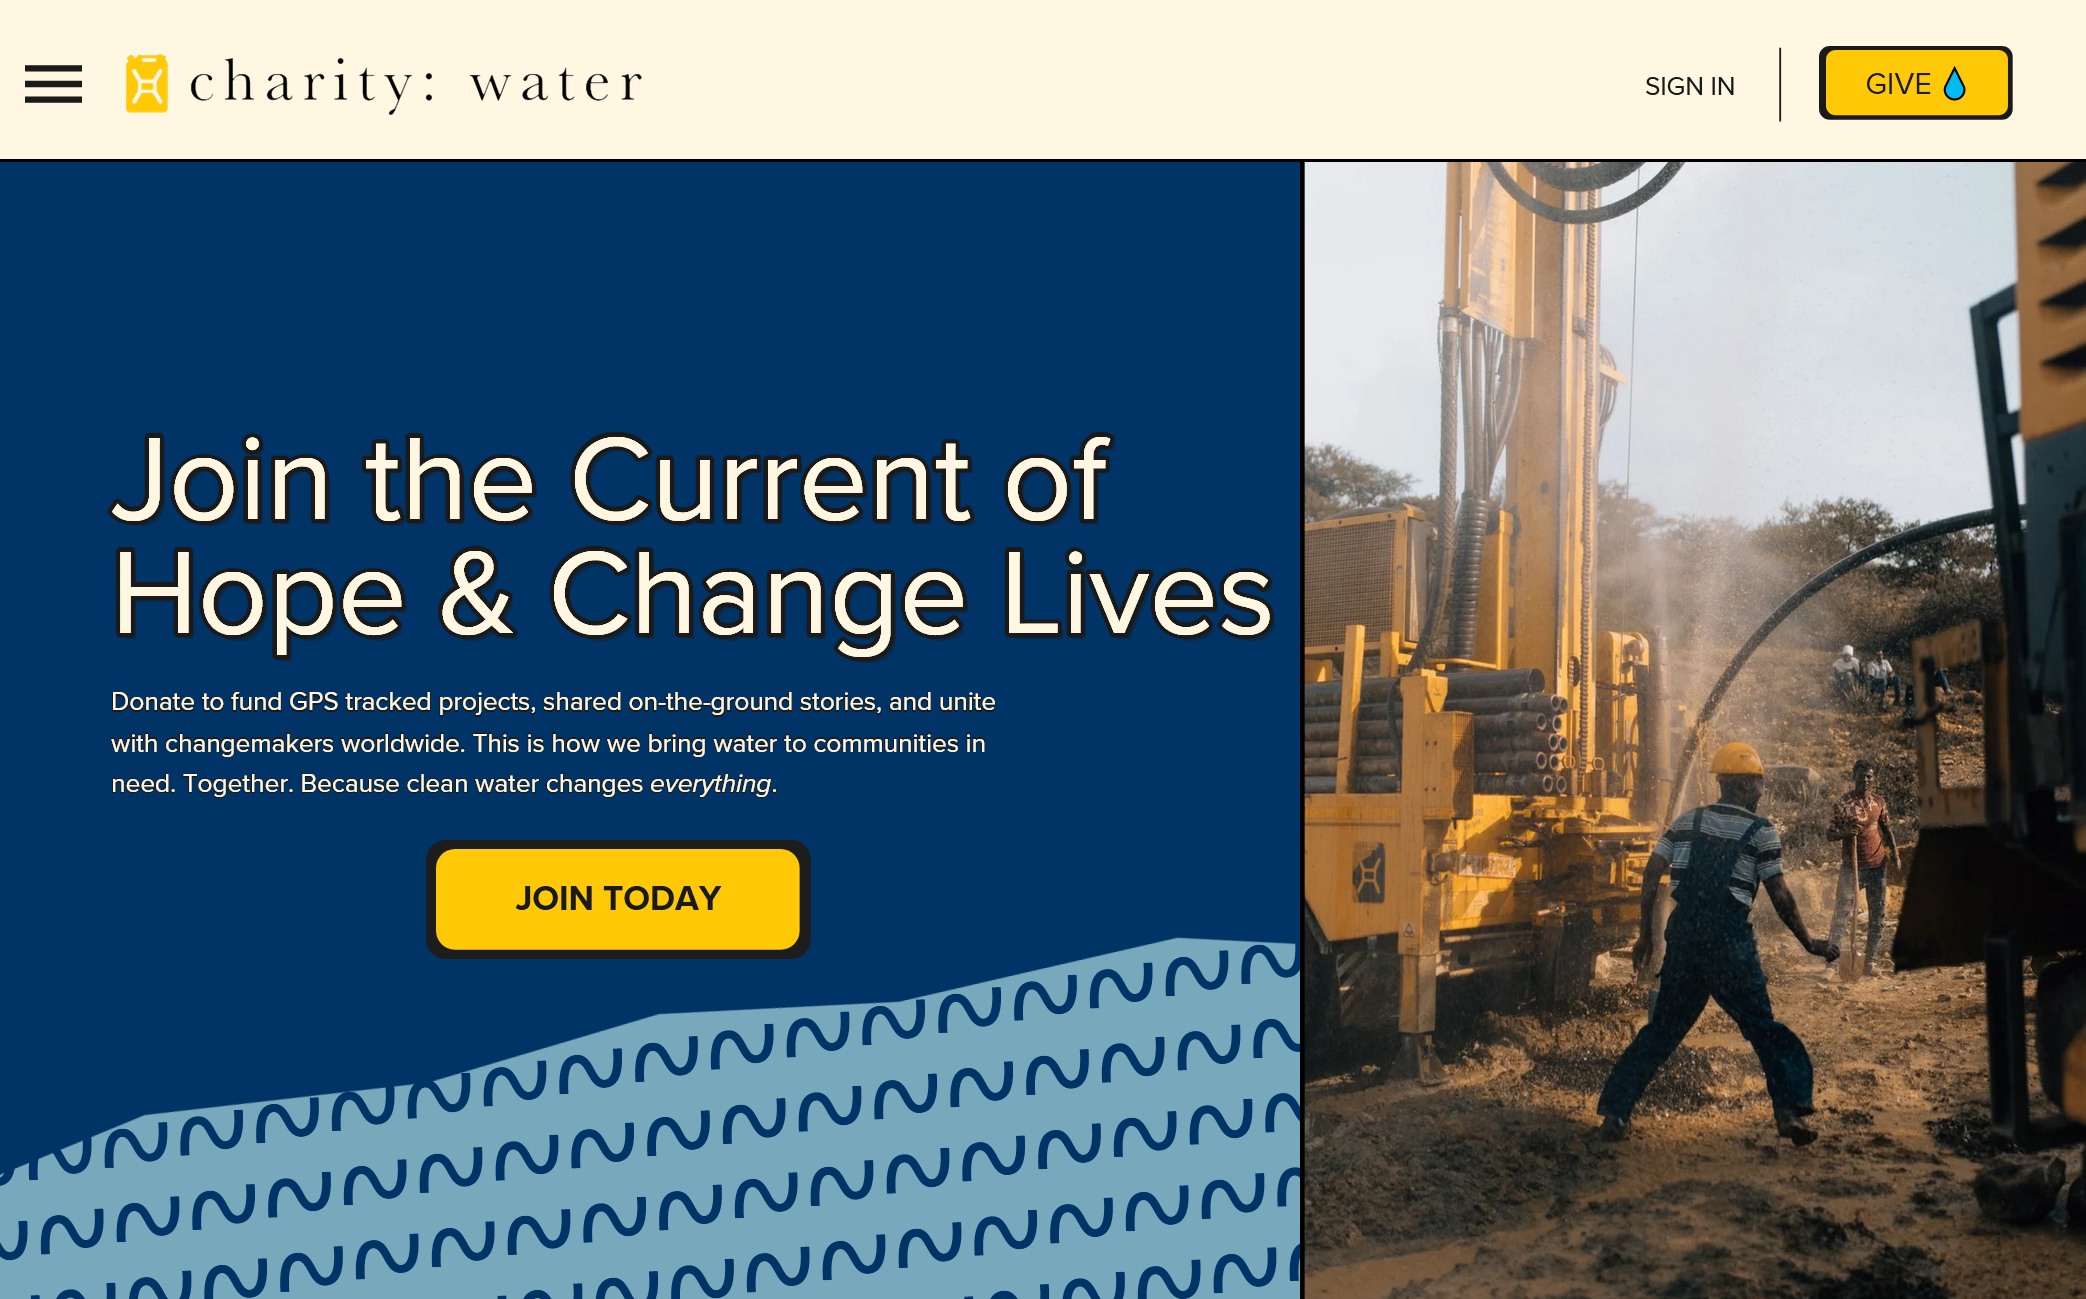 charity: water
SIGN IN
GIVE
Join the Current of
Hope & Change Lives
Donate to fund GPS tracked projects, shared on-the-ground stories, and unite
with changemakers worldwide. This is how we bring water to communities in
need. Together. Because clean water changes everything.
JOIN TODAY